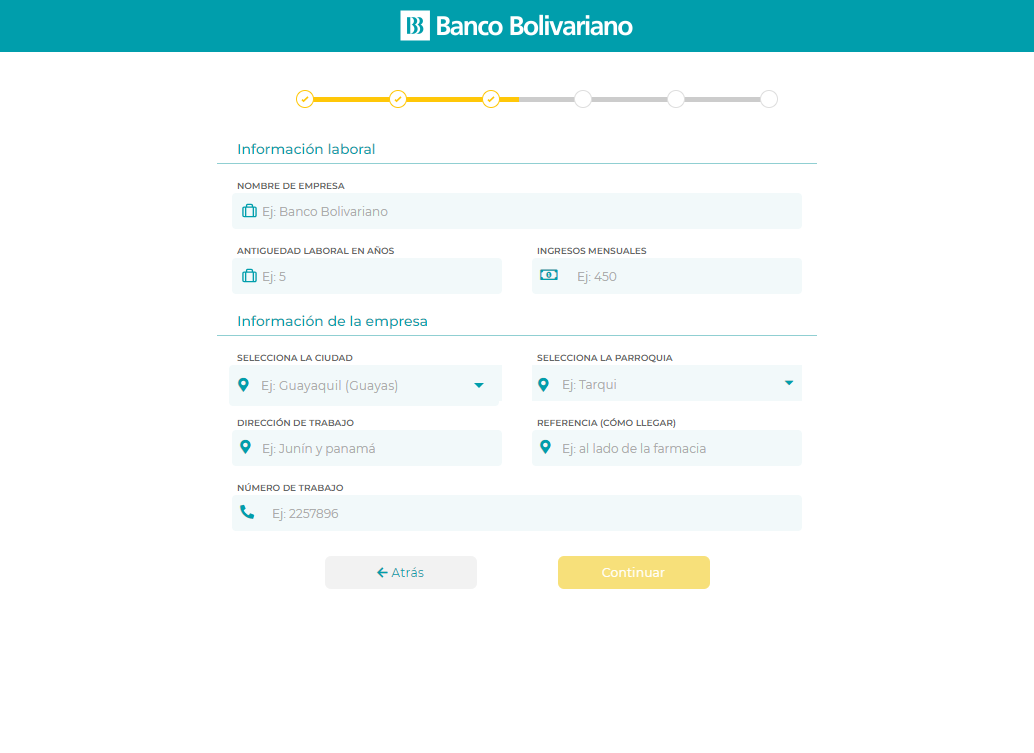 Banco Bolivariano
Información laboral
NOMBRE DE EMPRESA
Ej: Banco Bolivariano
ANTIGUEDAD LABORAL EN AÑOS
Ej: 5
INGRESOS MENSUALES
Ej: 450
Información de la empresa
SELECCIONA LA CIUDAD
Ej: Guayaquil (Guayas)
SELECCIONA LA PARROQUIA
Ej: Tarqui
DIRECCIÓN DE TRABAJO
Ej: Junín y panamá
REFERENCIA (CÓMO LLEGAR)
Ej: al lado de la farmacia
NÚMERO DE TRABAJO
Ej: 2257896
Atrás
Continuar